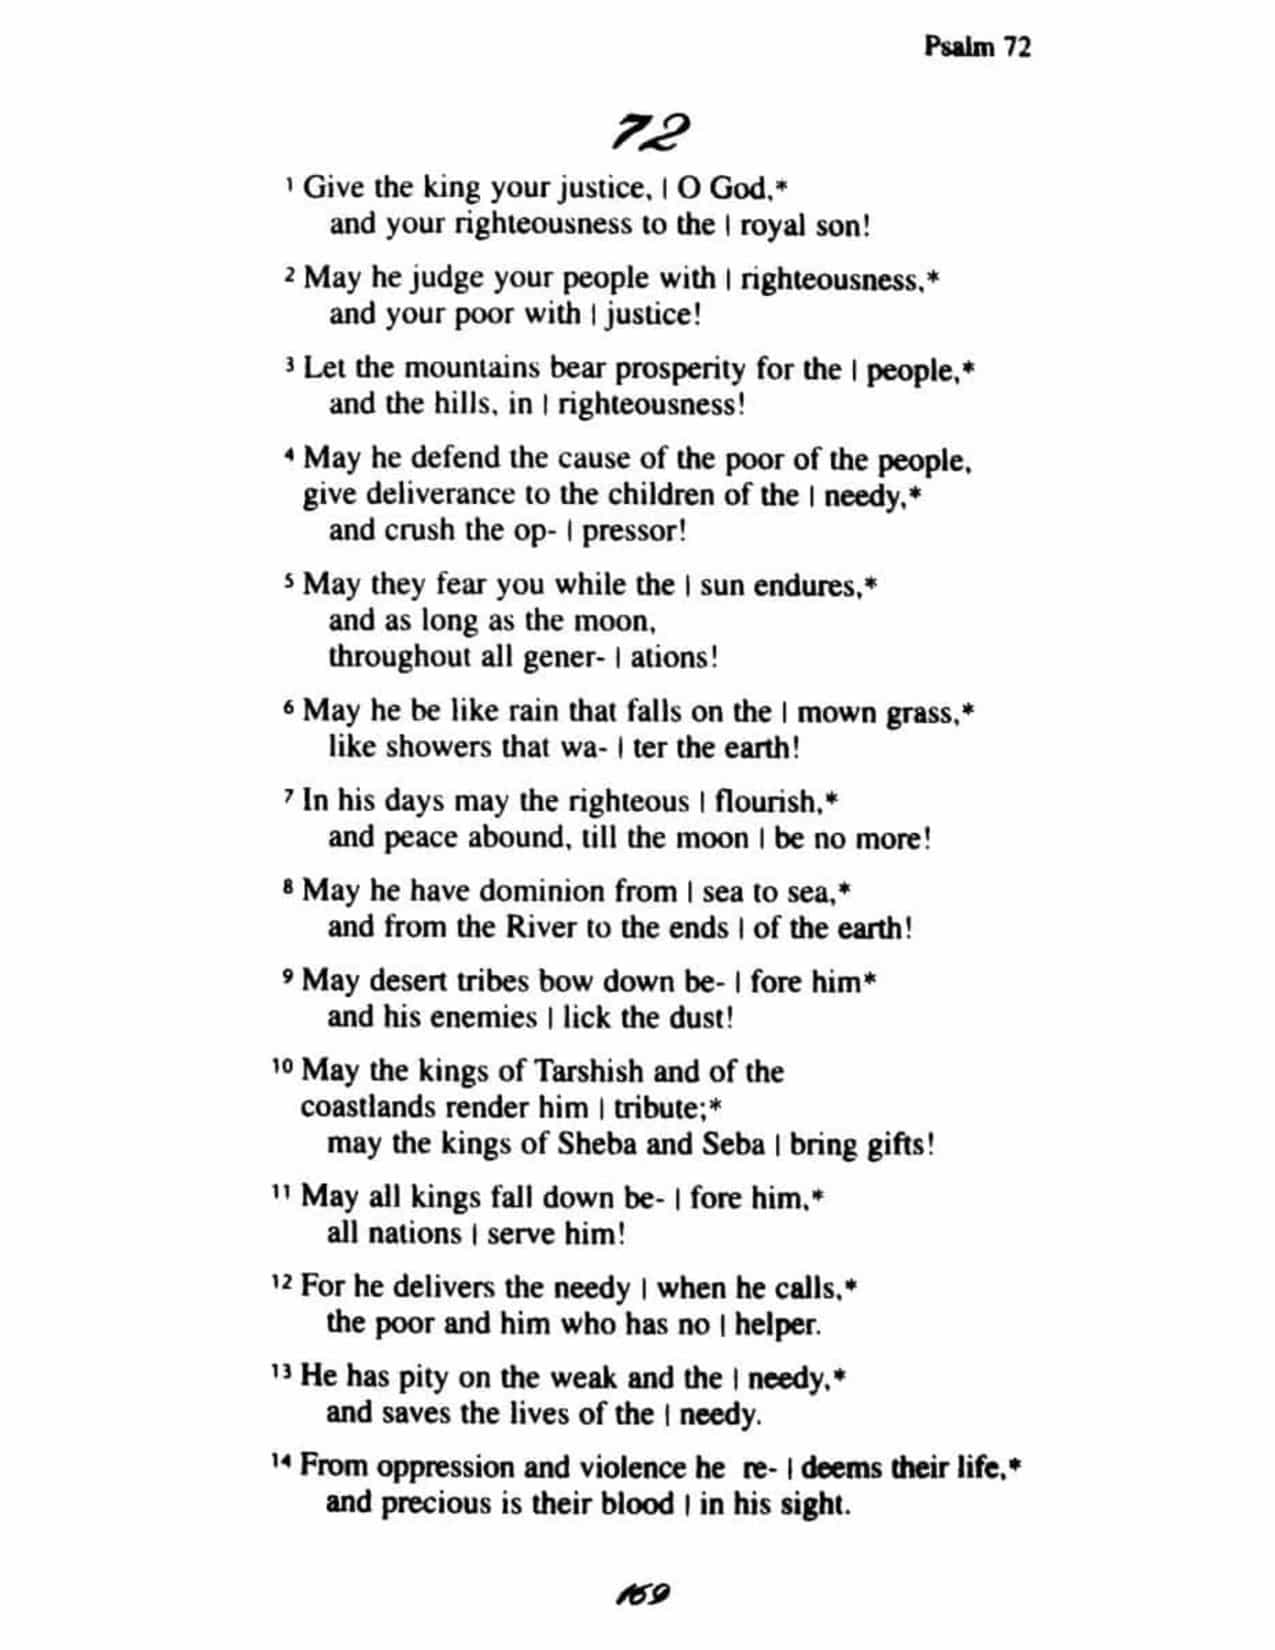 Psalm 72
72
1 Give the king your justice, | O God,*
and your righteousness to the | royal son!
2 May he judge your people with | righteousness,*
and your poor with | justice!
3 Let the mountains bear prosperity for the | people,*
and the hills, in | righteousness!
4 May he defend the cause of the poor of the people,
give deliverance to the children of the | needy,*
and crush the op- | pressor!
5 May they fear you while the | sun endures,*
and as long as the moon,
throughout all gener- | ations!
6 May he be like rain that falls on the | mown grass,*
like showers that wa- | ter the earth!
7 In his days may the righteous | flourish,*
and peace abound, till the moon | be no more!
8 May he have dominion from | sea to sea,*
and from the River to the ends | of the earth!
9 May desert tribes bow down be- | fore him*
and his enemies | lick the dust!
10 May the kings of Tarshish and of the
coastlands render him | tribute;*
may the kings of Sheba and Seba | bring gifts!
11 May all kings fall down be- | fore him,*
all nations | serve him!
12 For he delivers the needy | when he calls,*
the poor and him who has no | helper.
13 He has pity on the weak and the | needy,*
and saves the lives of the | needy.
14 From oppression and violence he re- | deems their life,*
and precious is their blood | in his sight.
169